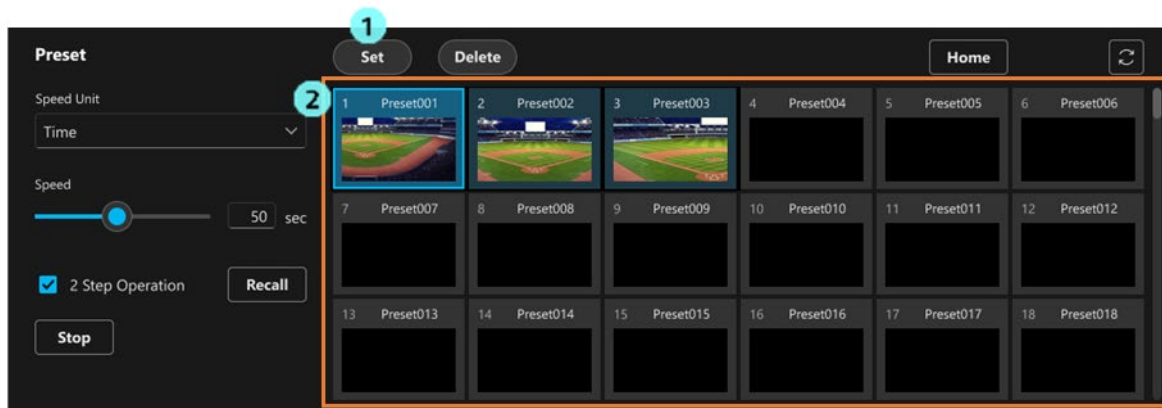 1
Preset
Set
Delete
Home
2
Speed Unit
Time
Speed
50 sec
2 Step Operation
Recall
Stop
1 Preset001
2 Preset002
3 Preset003
4 Preset004
5 Preset005
6 Preset006
7 Preset007
8 Preset008
9 Preset009
10 Preset010
11 Preset011
12 Preset012
13 Preset013
14 Preset014
15 Preset015
16 Preset016
17 Preset017
18 Preset018